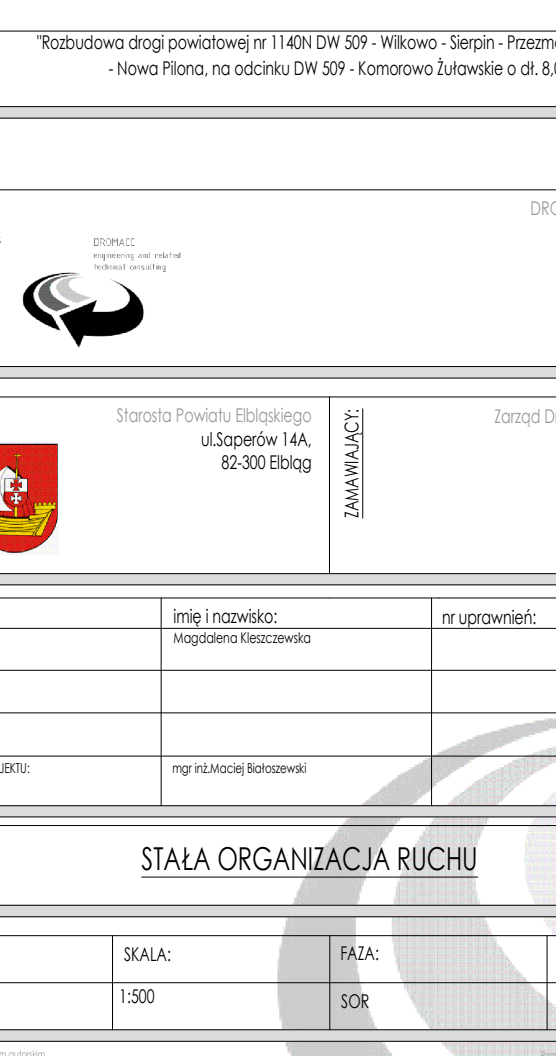 "Rozbudowa drogi powiatowej nr 1140N DW 509 - Wilkowo - Sierpin - Przezm
- Nowa Pilona, na odcinku DW 509 - Komorowo Żuławskie o dł. 8,
DRO
DROMACC
engineering and related
technical consulting
Starosta Powiatu Elbląskiego
ul.Saperów 14A,
82-300 Elbląg
ZAMAWIAJĄCY:
Zarząd D
imię i nazwisko:
nr uprawnień:
Magdalena Kleszczewska
JEKTU:
mgr inż.Maciej Białoszewski
STAŁA ORGANIZACJA RUCHU
SKALA:
FAZA:
1:500
SOR
m autorskim